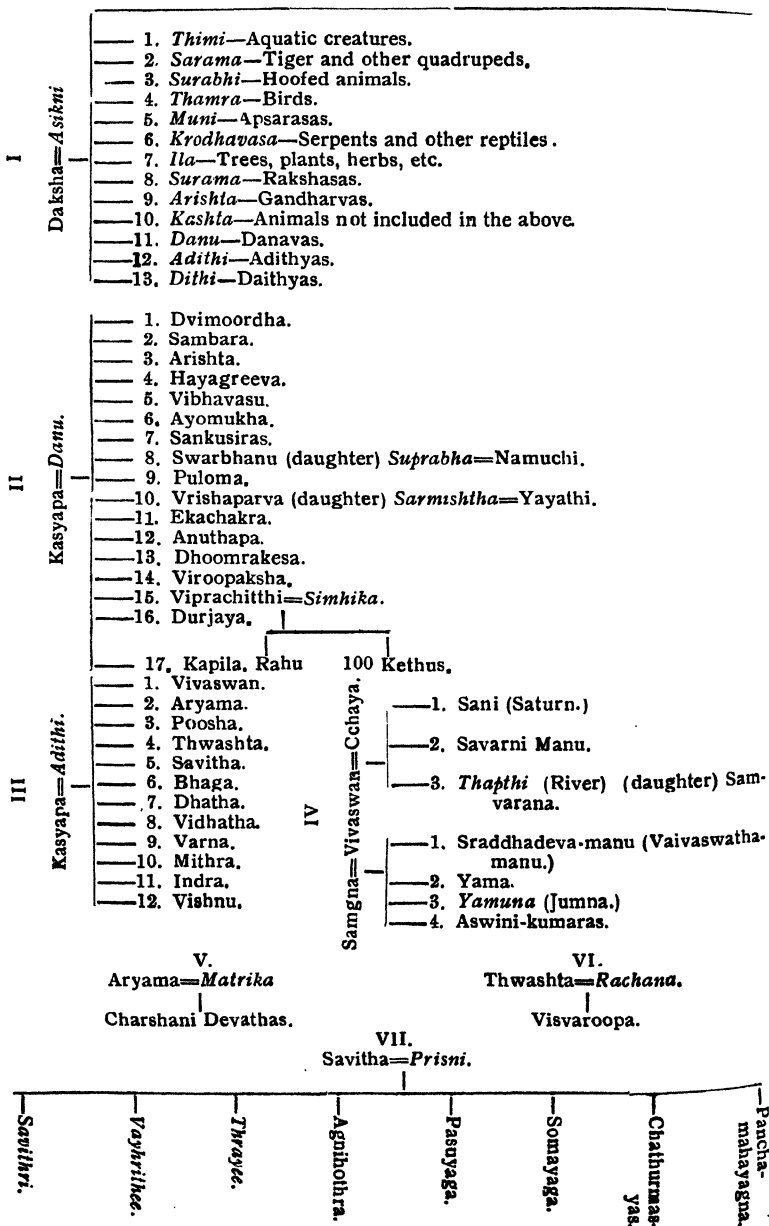 I
Daksha=Asikni
1. Thimi—Aquatic creatures.
2. Sarama—Tiger and other quadrupeds.
3. Surabhi—Hoofed animals.
4. Thamra—Birds.
5. Muni—Apsarasas.
6. Krodhavasa—Serpents and other reptiles.
7. Ila—Trees, plants, herbs, etc.
8. Surama—Rakshasas.
9. Arishta—Gandharvas.
10. Kashta—Animals not included in the above.
11. Danu—Danavas.
12. Adithi—Adithyas.
13. Dithi—Daithyas.
II
Kasyapa=Danu.
1. Dvimoordha.
2. Sambara.
3. Arishta.
4. Hayagreeva.
5. Vibhavasu.
6. Ayomukha.
7. Sankusiras.
8. Swarbhanu (daughter) Suprabha=Namuchi.
9. Puloma.
10. Vrishaparva (daughter) Sarmishtha=Yayathi.
11. Ekachakra.
12. Anuthapa.
13. Dhoomrakesa.
14. Viroopaksha.
15. Viprachitthi=Simhika.
16. Durjaya.
17. Kapila. Rahu 100 Kethus.
III
Kasyapa=Adithi.
1. Vivaswan.
2. Aryama.
3. Poosha.
4. Thwashta.
5. Savitha.
6. Bhaga.
7. Dhatha.
8. Vidhatha.
9. Varna.
10. Mithra.
11. Indra.
12. Vishnu.
IV
Samgna=Vivaswan=Cchaya.
1. Sani (Saturn.)
2. Savarni Manu.
3. Thapthi (River) (daughter) Sam-
varana.
1. Sraddhadeva-manu (Vaivaswatha-
manu.)
2. Yama.
3. Yamuna (Jumna.)
4. Aswini-kumaras.
V.
Aryama=Matrika
Charshani Devathas.
VI.
Thwashta=Rachana.
Visvaroopa.
VII.
Savitha=Prisni.
Savithri.
Vayhrithee.
Thraye.
Agnihothra.
Pasuyaga.
Somayaga.
Chathurmas-
yas.
Pancha-
mahayagna.